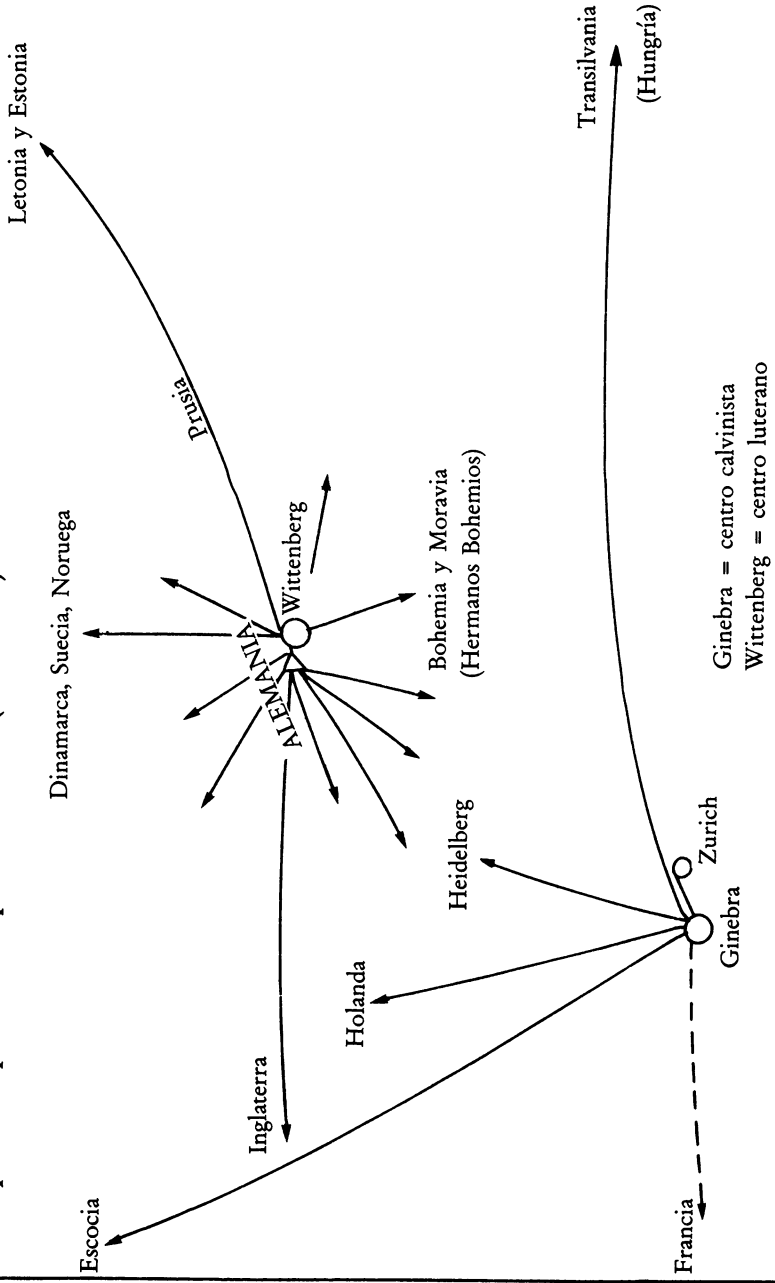 Letonia y Estonia
Dinamarca, Suecia, Noruega
Prusia
Transilvania
(Hungría)
Escocia
Inglaterra
ALEMANIA
Wittenberg
Bohemia y Moravia
(Hermanos Bohemios)
Holanda
Heidelberg
Zurich
Ginebra
Francia
Ginebra = centro calvinista
Wittenberg = centro luterano